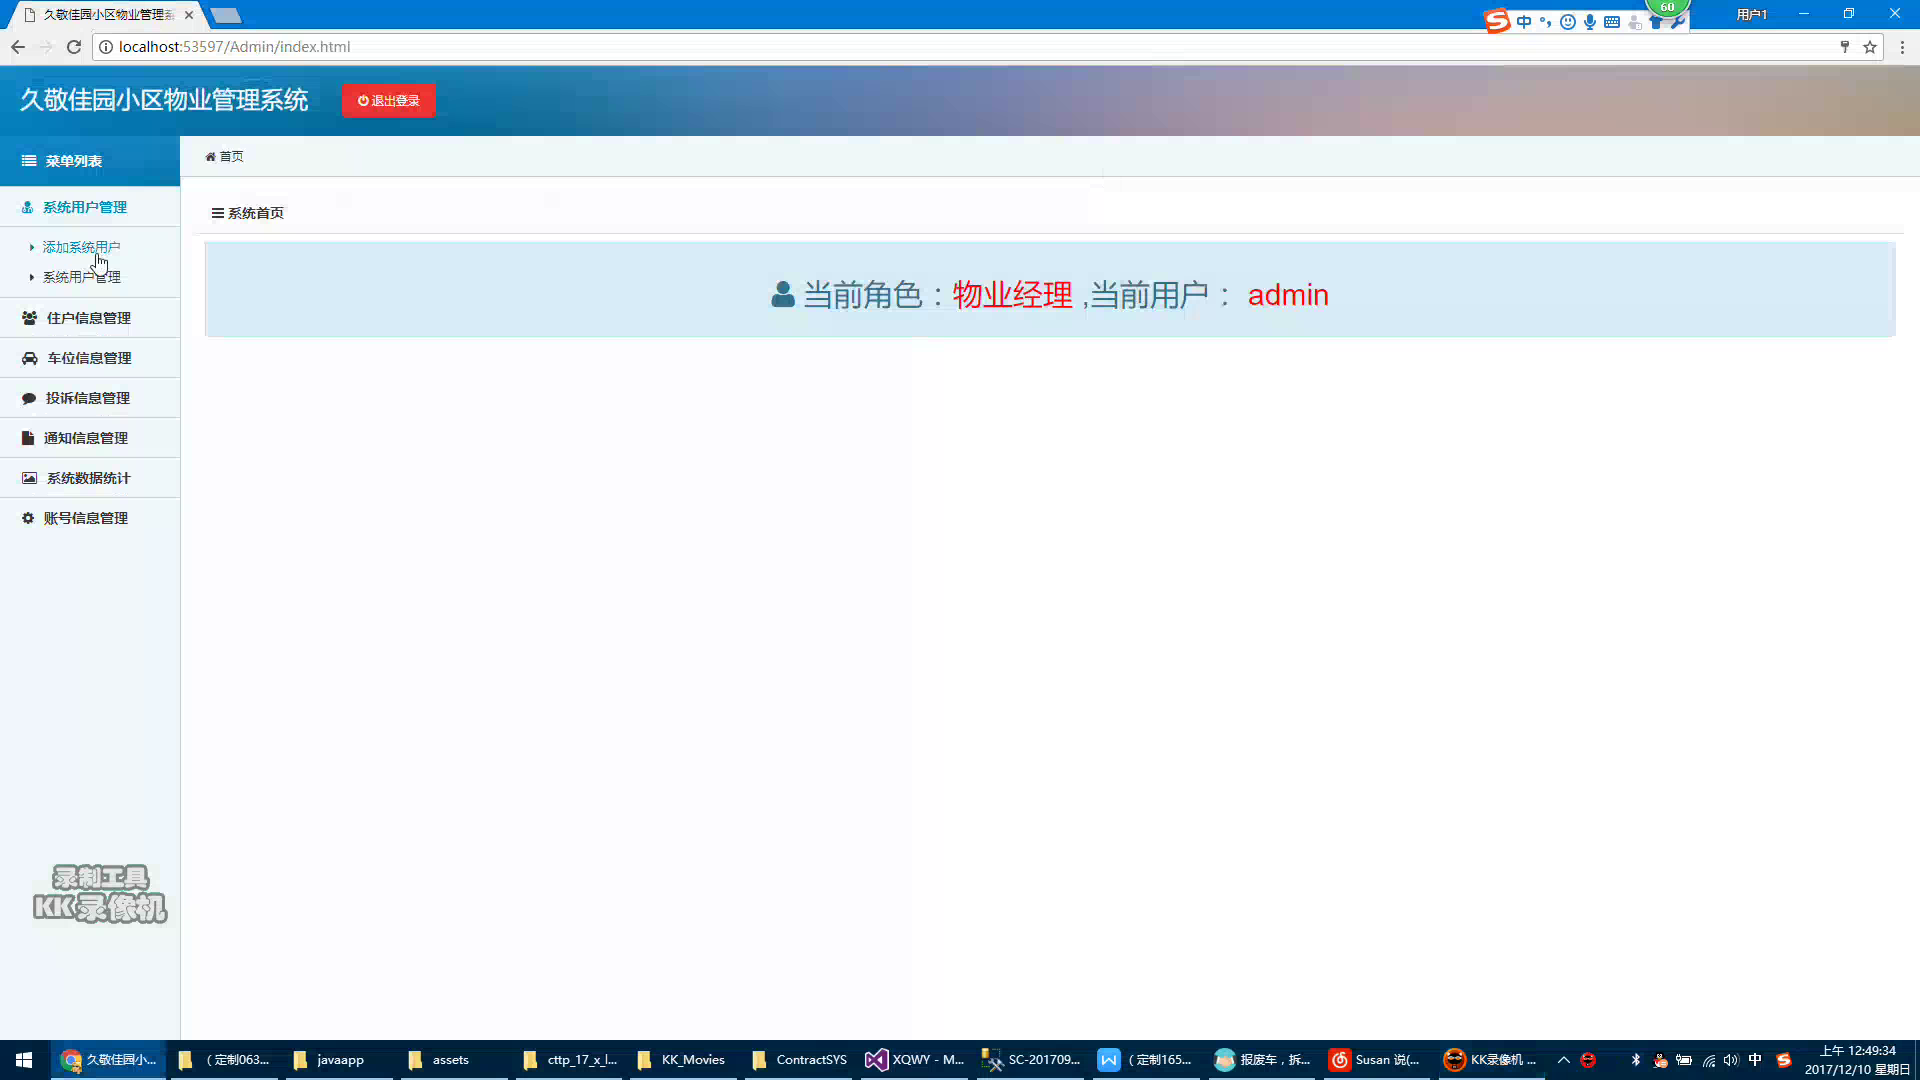 久敬佳园小区物业管理系
60
用户1
中
localhost:53597/Admin/index.html
久敬佳园小区物业管理系统
退出登录
菜单列表
首页
系统用户管理
添加系统用户
系统用户管理
住户信息管理
车位信息管理
投诉信息管理
通知信息管理
系统数据统计
账号信息管理
系统首页
当前角色：物业经理 ,当前用户： admin
录制工具
KK录像机
久敬佳园小...
（定制063...
javaapp
assets
cttp_17_x_l...
KK_Movies
ContractSYS
XQWY - M...
SC-201709...
（定制165...
报废车，拆...
Susan 说(...
KK录像机 ...
中
上午 12:49:34
2017/12/10 星期日